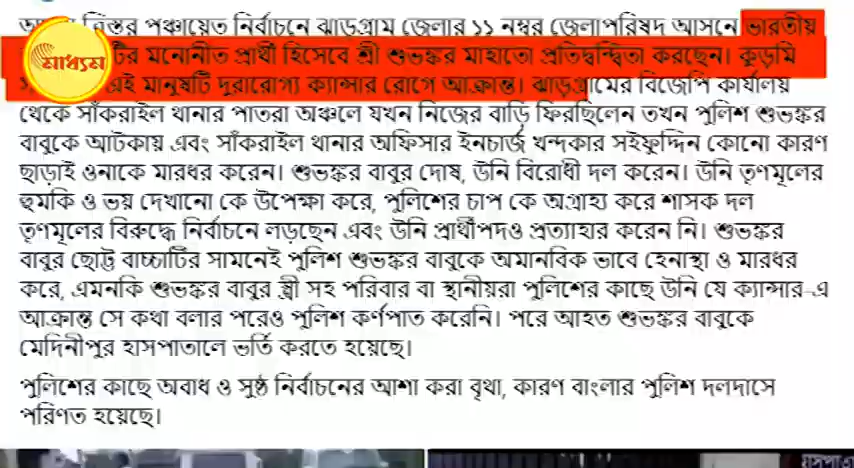 ত্রিস্তর পঞ্চায়েত নির্বাচনে ঝাড়গ্রাম জেলার ১১ নম্বর জেলাপরিষদ আসনে ভারতীয়
মাধ্যম
মনোনীত প্রার্থী হিসেবে শ্রী শুভঙ্কর মাহাতো প্রতিদ্বন্দ্বিতা করছেন। কুড়মি
এই মানুষটি দুরারোগ্য ক্যান্সার রোগে আক্রান্ত। ঝাড়গ্রামের বিজেপি কার্যালয়
থেকে সাঁকরাইল থানার পাতরা অঞ্চলে যখন নিজের বাড়ি ফিরছিলেন তখন পুলিশ শুভঙ্কর
বাবুকে আটকায় এবং সাঁকরাইল থানার অফিসার ইনচার্জ খন্দকার সইফুদ্দিন কোনো কারণ
ছাড়াই ওনাকে মারধর করেন। শুভঙ্কর বাবুর দোষ, উনি বিরোধী দল করেন। উনি তৃণমূলের
হুমকি ও ভয় দেখানো কে উপেক্ষা করে, পুলিশের চাপ কে অগ্রাহ্য করে শাসক দল
তৃণমূলের বিরুদ্ধে নির্বাচনে লড়ছেন এবং উনি প্রার্থীপদও প্রত্যাহার করেন নি। শুভঙ্কর
বাবুর ছোট্ট বাচ্চাটির সামনেই পুলিশ শুভঙ্কর বাবুকে অমানবিক ভাবে হেনাস্থা ও মারধর
করে, এমনকি শুভঙ্কর বাবুর স্ত্রী সহ পরিবার বা স্থানীয়রা পুলিশের কাছে উনি যে ক্যান্সার-এ
আক্রান্ত সে কথা বলার পরেও পুলিশ কর্ণপাত করেনি। পরে আহত শুভঙ্কর বাবুকে
মেদিনীপুর হাসপাতালে ভর্তি করতে হয়েছে।
পুলিশের কাছে অবাধ ও সুষ্ঠ নির্বাচনের আশা করা বৃথা, কারণ বাংলার পুলিশ দলদাসে
পরিণত হয়েছে।